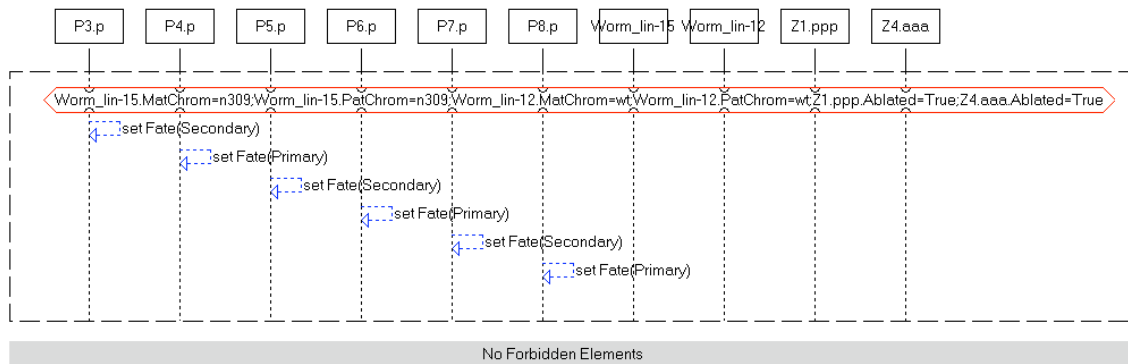 P3.p P4.p P5.p P6.p P7.p P8.p Worm_lin-15 Worm_lin-12 Z1.ppp Z4.aaa
Worm_lin-15.MatChrom=n309;Worm_lin-15.PatChrom=n309;Worm_lin-12.MatChrom=wt;Worm_lin-12.PatChrom=wt;Z1.ppp.Ablated=True;Z4.aaa.Ablated=True
set Fate(Secondary)
set Fate(Primary)
set Fate(Secondary)
set Fate(Primary)
set Fate(Secondary)
set Fate(Primary)
No Forbidden Elements